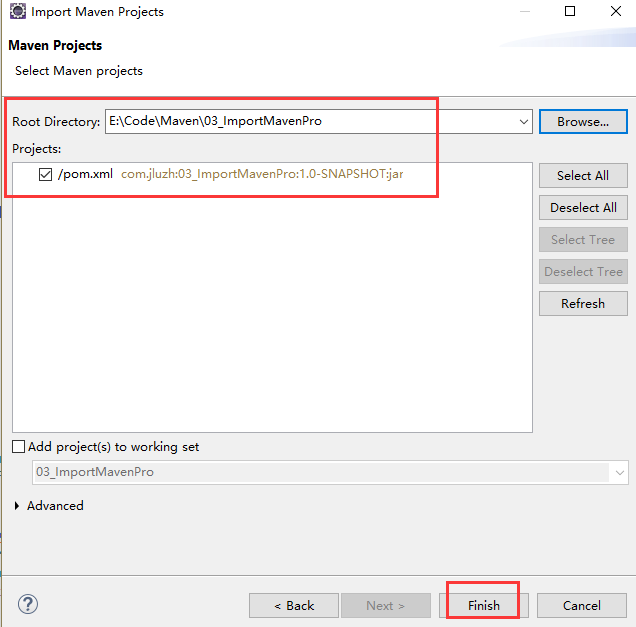 Import Maven Projects
Maven Projects
Select Maven projects
Root Directory: E:\Code\Maven\03_ImportMavenPro Browse...
Projects:
/pom.xml com.jluzh:03_ImportMavenPro:1.0-SNAPSHOT:jar
Select All
Deselect All
Select Tree
Deselect Tree
Refresh
Add project(s) to working set
03_ImportMavenPro
Advanced
? < Back Next > Finish Cancel